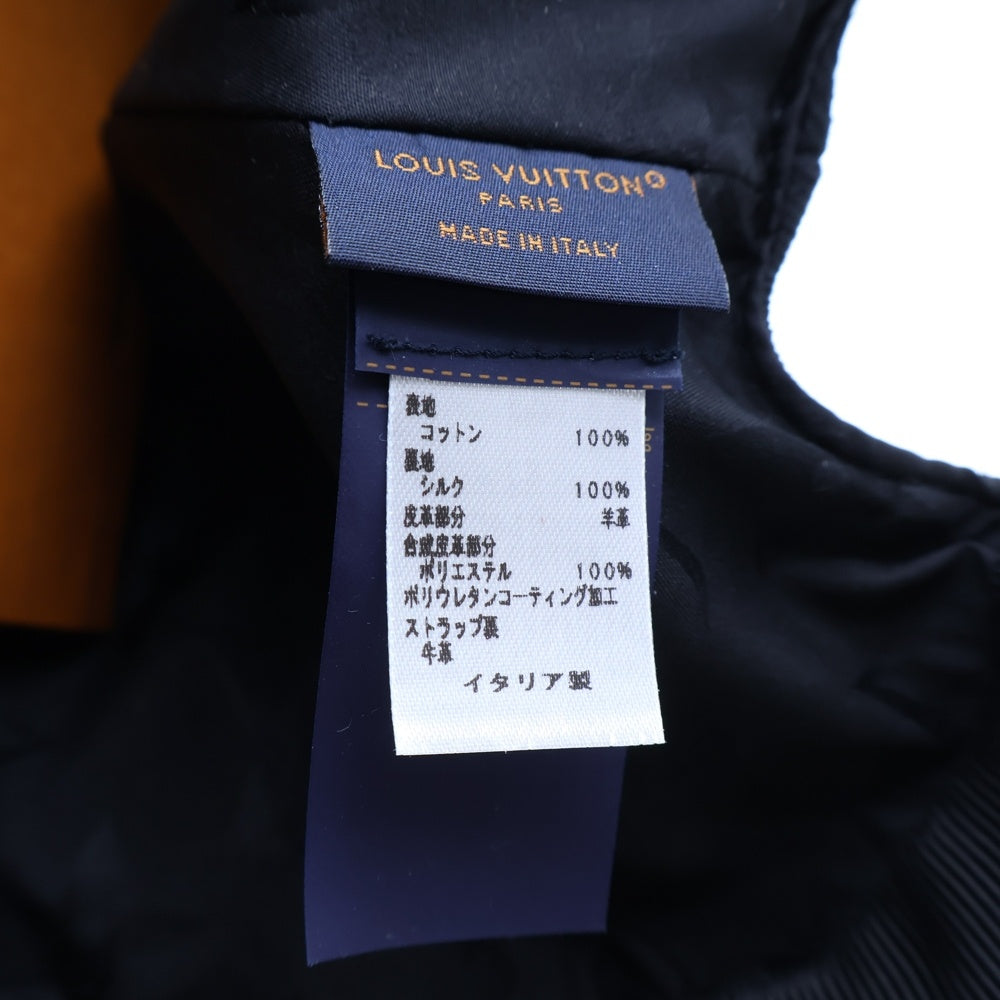 LOUIS VUITTON®
PARIS
MADE IN ITALY
表地
コットン 100%
裏地
シルク 100%
皮革部分 羊革
合成皮革部分
ポリエステル 100%
ポリウレタンコーティング加工
ストラップ裏
牛革
イタリア製